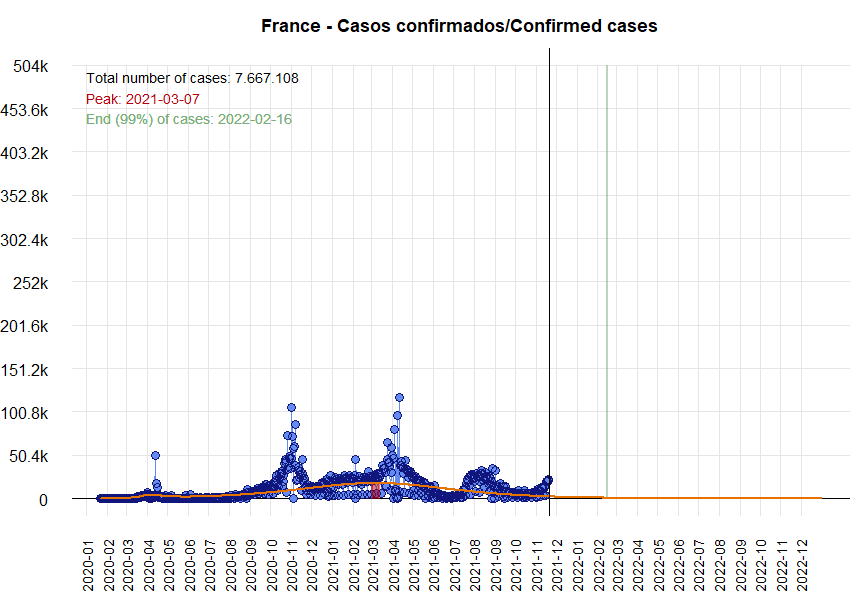 France - Casos confirmados/Confirmed cases
Total number of cases: 7.667.108
Peak: 2021-03-07
End (99%) of cases: 2022-02-16
504k
453.6k
403.2k
352.8k
302.4k
252k
201.6k
151.2k
100.8k
50.4k
0
2020-01
2020-02
2020-03
2020-04
2020-05
2020-06
2020-07
2020-08
2020-09
2020-10
2020-11
2020-12
2021-01
2021-02
2021-03
2021-04
2021-05
2021-06
2021-07
2021-08
2021-09
2021-10
2021-11
2021-12
2022-01
2022-02
2022-03
2022-04
2022-05
2022-06
2022-07
2022-08
2022-09
2022-10
2022-11
2022-12